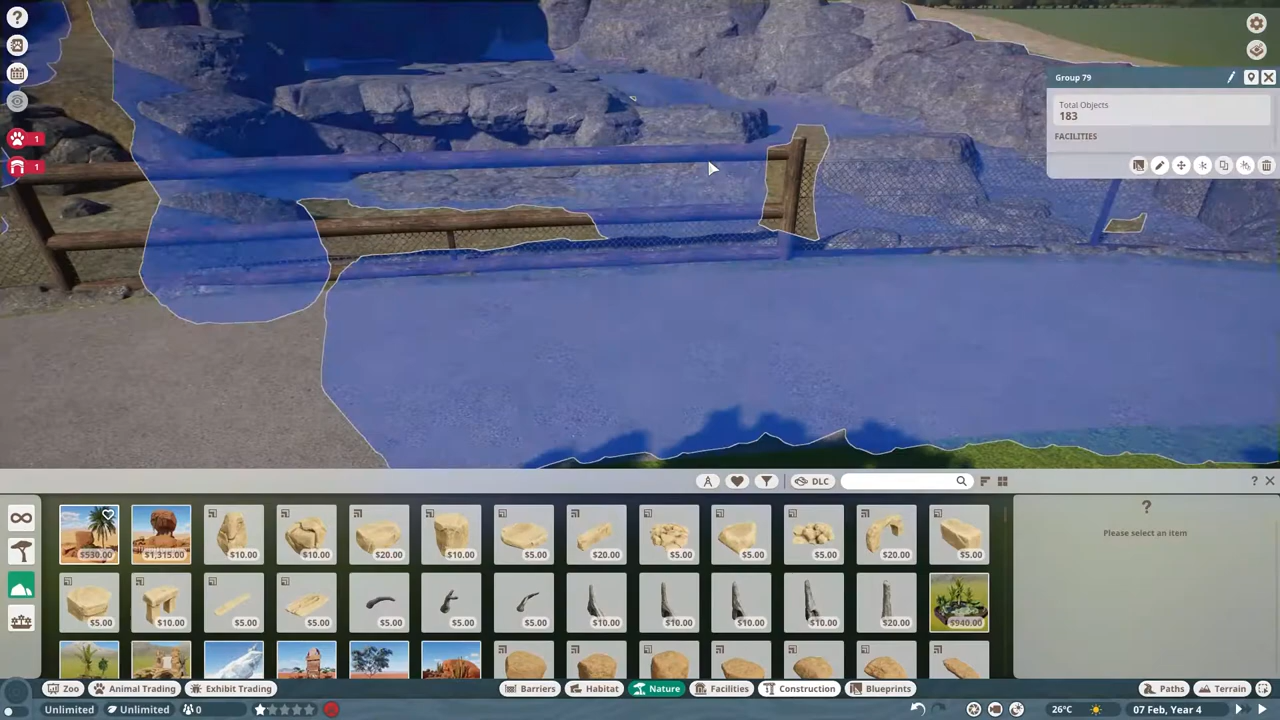 Group 79
Total Objects
183
FACILITIES
1
1
DLC
?
Please select an item
$530.00
$1,315.00
$10.00
$10.00
$20.00
$10.00
$5.00
$20.00
$5.00
$5.00
$5.00
$20.00
$5.00
$5.00
$10.00
$5.00
$5.00
$5.00
$5.00
$5.00
$10.00
$10.00
$10.00
$10.00
$20.00
$940.00
Zoo
Animal Trading
Exhibit Trading
Barriers
Habitat
Nature
Facilities
Construction
Blueprints
Paths
Terrain
Unlimited
Unlimited
0
26°C
07 Feb, Year 4